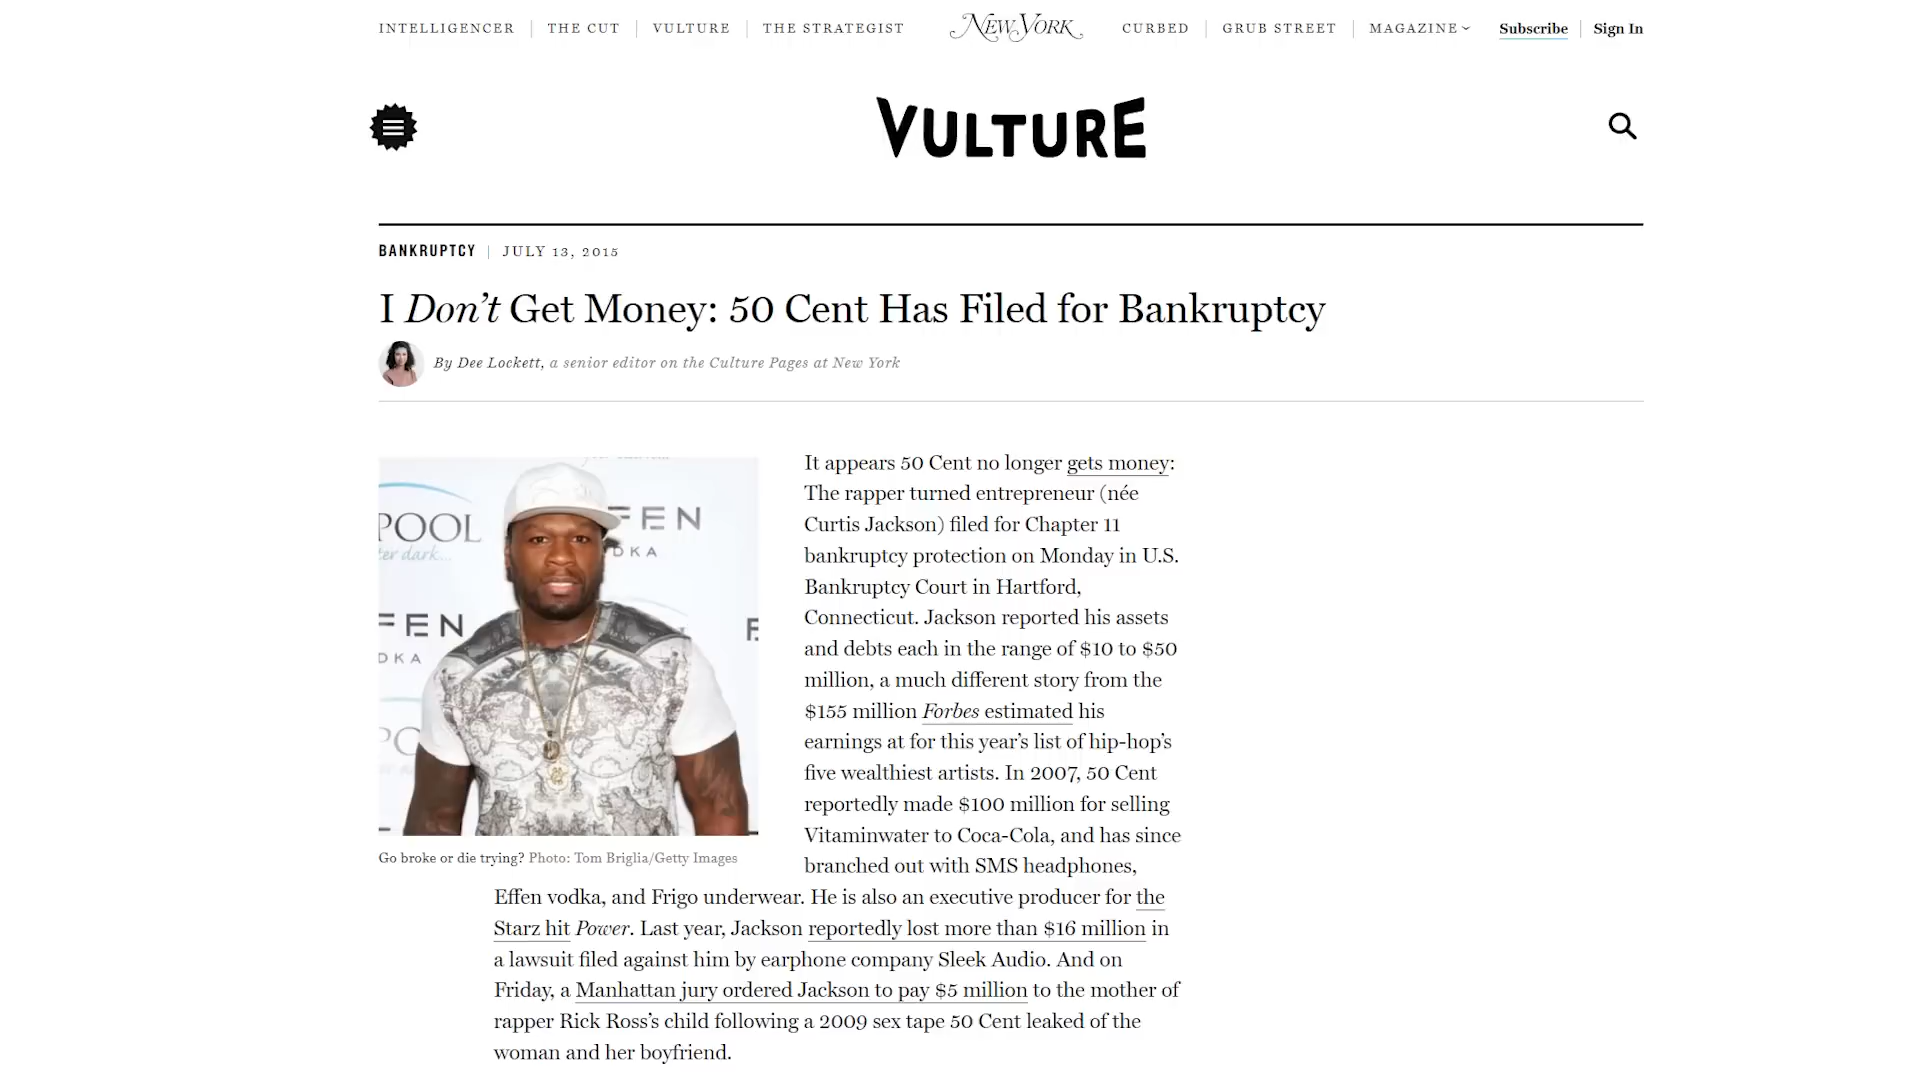 INTELLIGENCER
THE CUT
VULTURE
THE STRATEGIST
NEW YORK
CURBED
GRUB STREET
MAGAZINE
Subscribe
Sign In
VULTURE
BANKRUPTCY
JULY 13, 2015
I Don’t Get Money: 50 Cent Has Filed for Bankruptcy
By Dee Lockett, a senior editor on the Culture Pages at New York
POOL
ter dark...
FEN
DKA
FEN
DKA
Go broke or die trying? Photo: Tom Briglia/Getty Images
It appears 50 Cent no longer gets money:
The rapper turned entrepreneur (née
Curtis Jackson) filed for Chapter 11
bankruptcy protection on Monday in U.S.
Bankruptcy Court in Hartford,
Connecticut. Jackson reported his assets
and debts each in the range of $10 to $50
million, a much different story from the
$155 million Forbes estimated his
earnings at for this year’s list of hip-hop’s
five wealthiest artists. In 2007, 50 Cent
reportedly made $100 million for selling
Vitaminwater to Coca-Cola, and has since
branched out with SMS headphones,
Effen vodka, and Frigo underwear. He is also an executive producer for the
Starz hit Power. Last year, Jackson reportedly lost more than $16 million in
a lawsuit filed against him by earphone company Sleek Audio. And on
Friday, a Manhattan jury ordered Jackson to pay $5 million to the mother of
rapper Rick Ross’s child following a 2009 sex tape 50 Cent leaked of the
woman and her boyfriend.